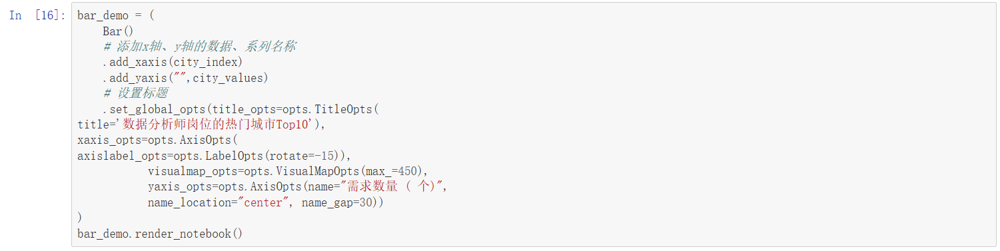 In [16]: bar_demo = (
    Bar()
    # 添加x轴、y轴的数据、系列名称
    .add_xaxis(city_index)
    .add_yaxis("",city_values)
    # 设置标题
    .set_global_opts(title_opts=opts.TitleOpts(
title='数据分析师岗位的热门城市Top10'),
xaxis_opts=opts.AxisOpts(
axislabel_opts=opts.LabelOpts(rotate=-15)),
           visualmap_opts=opts.VisualMapOpts(max_=450),
           yaxis_opts=opts.AxisOpts(name="需求数量 ( 个)",
           name_location="center", name_gap=30))
)
bar_demo.render_notebook()